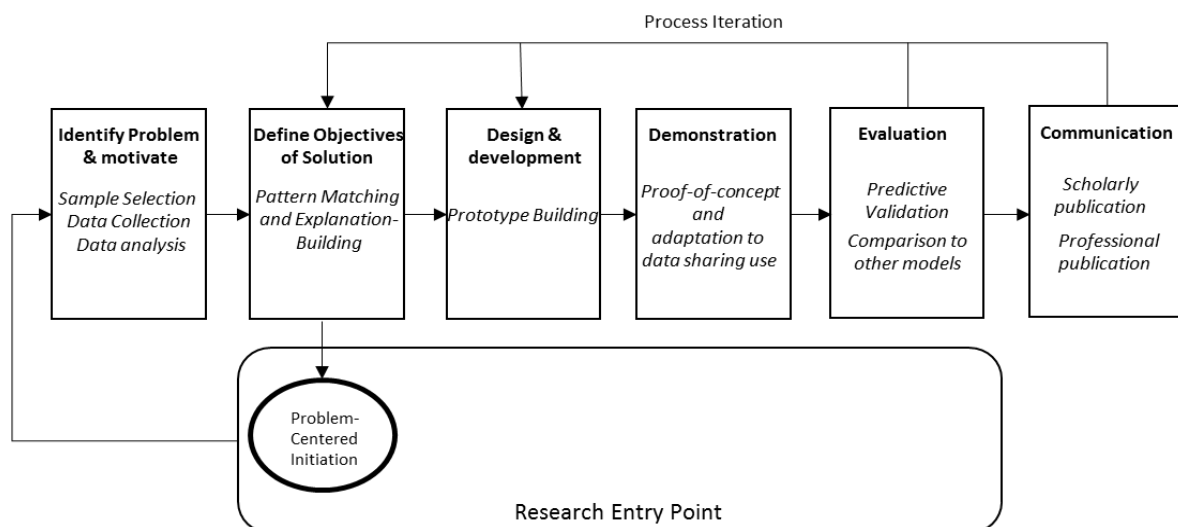 Process Iteration
Identify Problem
& motivate
Sample Selection
Data Collection
Data analysis
Define Objectives
of Solution
Pattern Matching
and Explanation-
Building
Design &
development
Prototype Building
Demonstration
Proof-of-concept
and
adaptation to
data sharing use
Evaluation
Predictive
Validation
Comparison to
other models
Communication
Scholarly
publication
Professional
publication
Problem-
Centered
Initiation
Research Entry Point